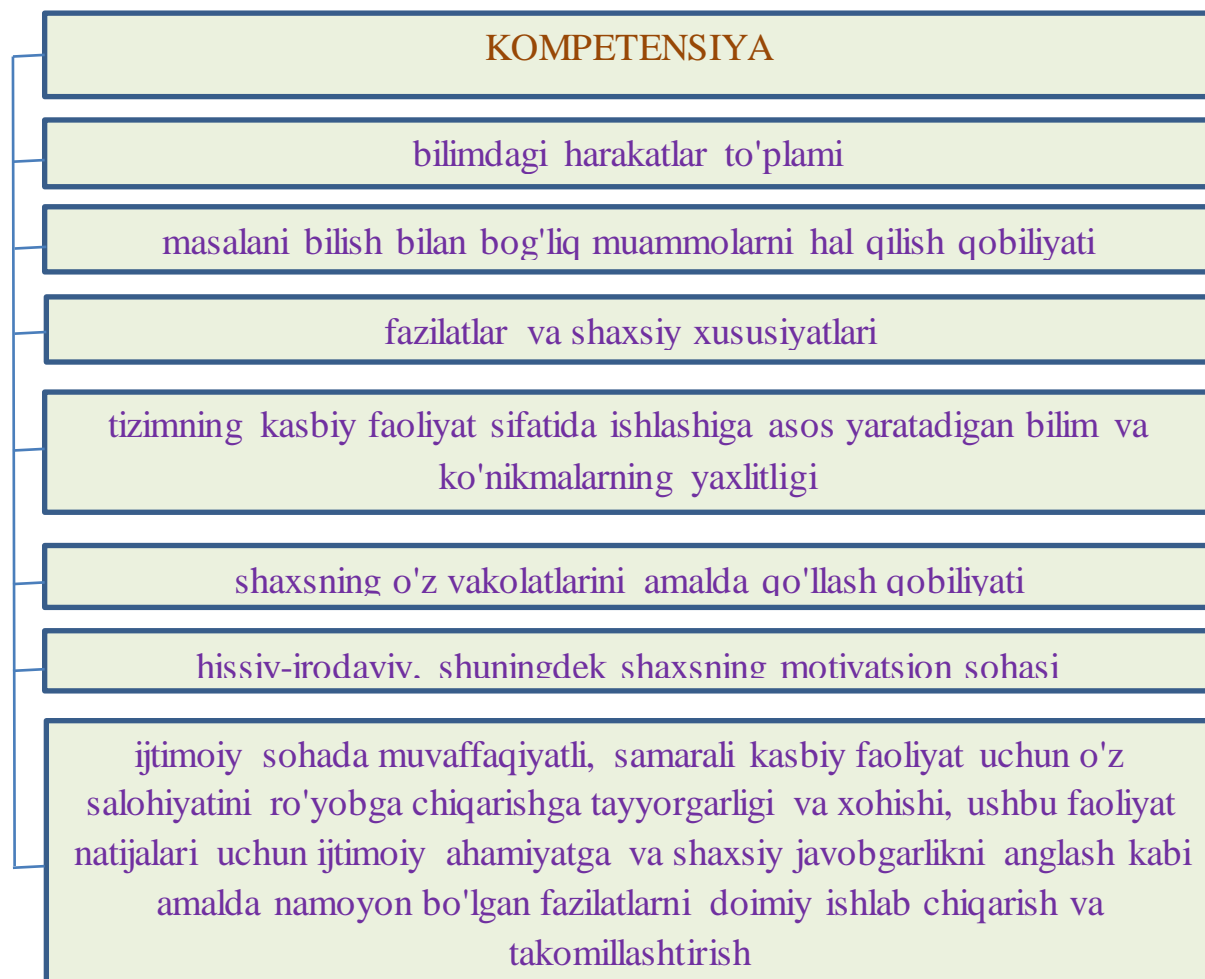 KOMPETENSIYA
bilimdagi harakatlar to'plami
masalani bilish bilan bog'liq muammolarni hal qilish qobiliyati
fazilatlar va shaxsiy xususiyatlari
tizimning kasbiy faoliyat sifatida ishlashiga asos yaratadigan bilim va
ko'nikmalarning yaxlitligi
shaxsning o'z vakolatlarini amalda qo'llash qobiliyati
hissiy-irodaviy, shuningdek shaxsning motivatsion sohasi
ijtimoiy sohada muvaffaqiyatli, samarali kasbiy faoliyat uchun o'z
salohiyatini ro'yobga chiqarishga tayyorgarligi va xohishi, ushbu faoliyat
natijalari uchun ijtimoiy ahamiyatga va shaxsiy javobgarlikni anglash kabi
amalda namoyon bo'lgan fazilatlarni doimiy ishlab chiqarish va
takomillashtirish